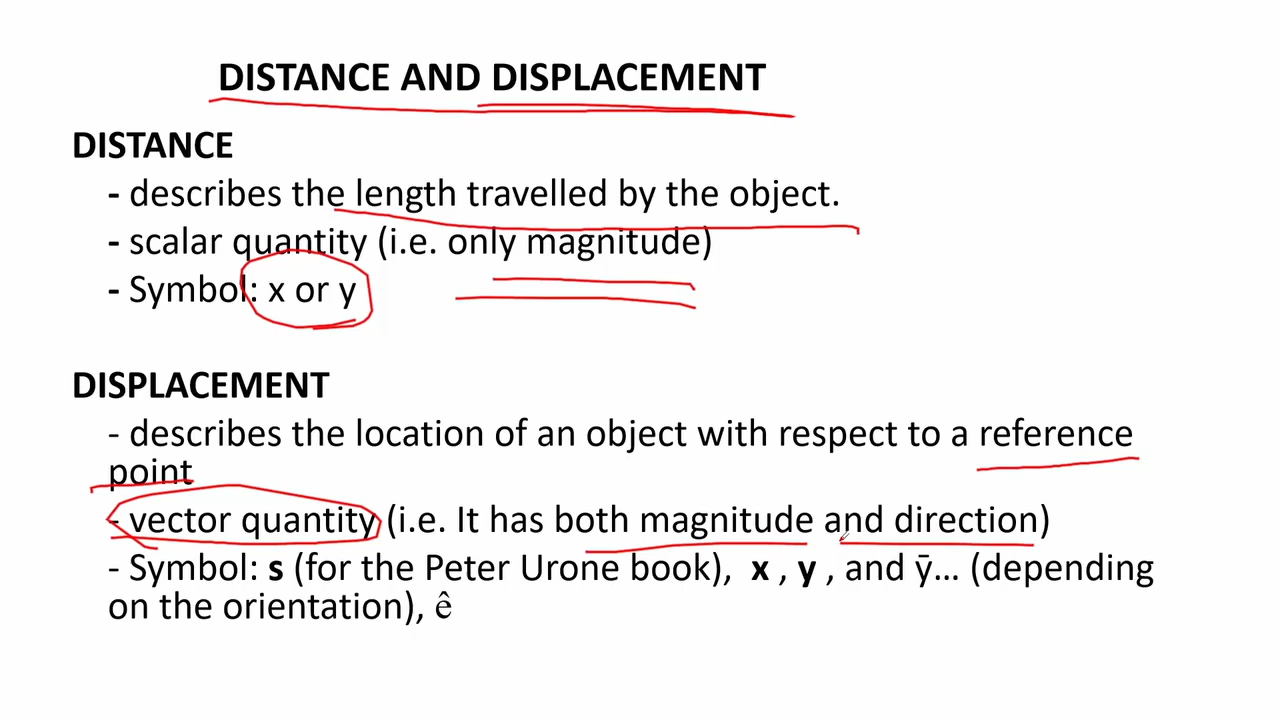 DISTANCE AND DISPLACEMENT
DISTANCE
- describes the length travelled by the object.
- scalar quantity (i.e. only magnitude)
- Symbol: x or y
DISPLACEMENT
- describes the location of an object with respect to a reference
point
- vector quantity (i.e. It has both magnitude and direction)
- Symbol: s (for the Peter Urone book), x , y , and ȳ... (depending
on the orientation), ê